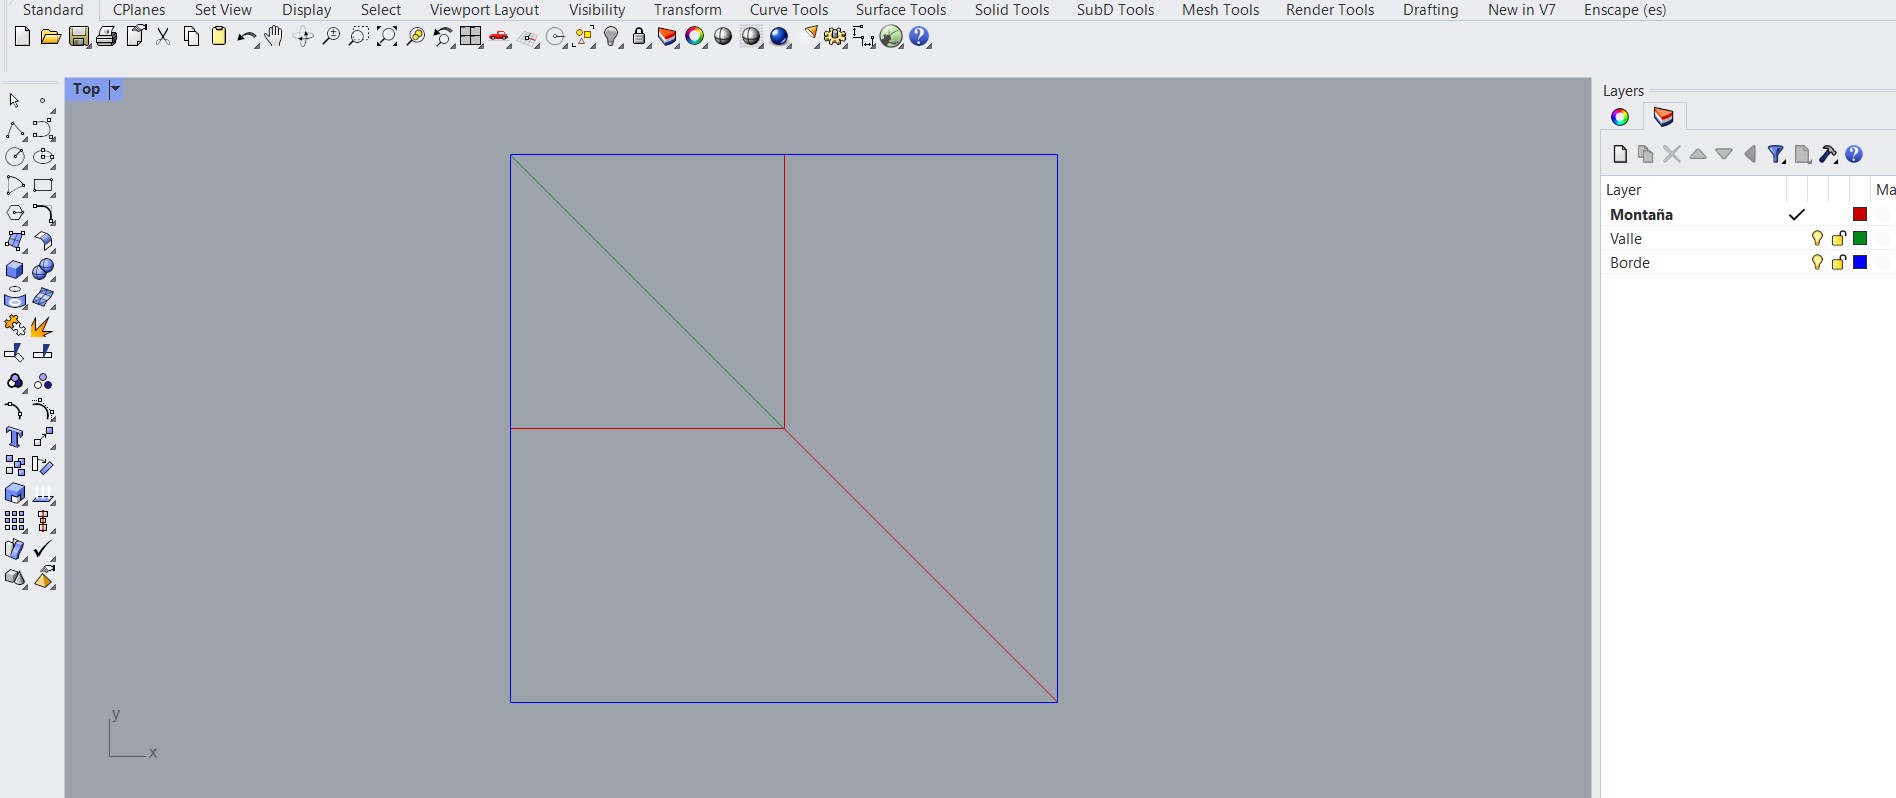 Standard CPlanes Set View Display Select Viewport Layout Visibility Transform Curve Tools Surface Tools Solid Tools SubD Tools Mesh Tools Render Tools Drafting New in V7 Enscape (es)
Top
Layers
Layer Ma
Montaña
Valle
Borde
y
x